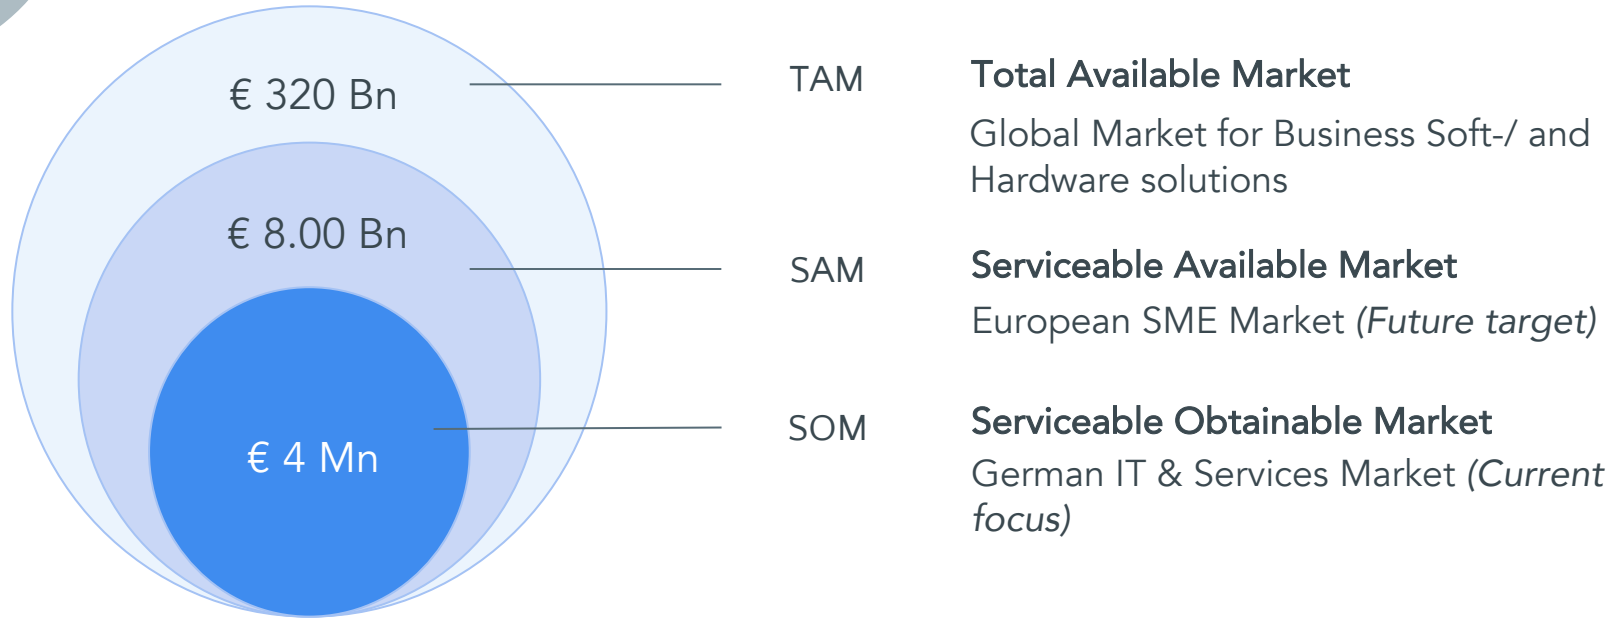 € 320 Bn
TAM
Total Available Market
Global Market for Business Soft-/ and
Hardware solutions
€ 8.00 Bn
SAM
Serviceable Available Market
European SME Market (Future target)
€ 4 Mn
SOM
Serviceable Obtainable Market
German IT & Services Market (Current
focus)